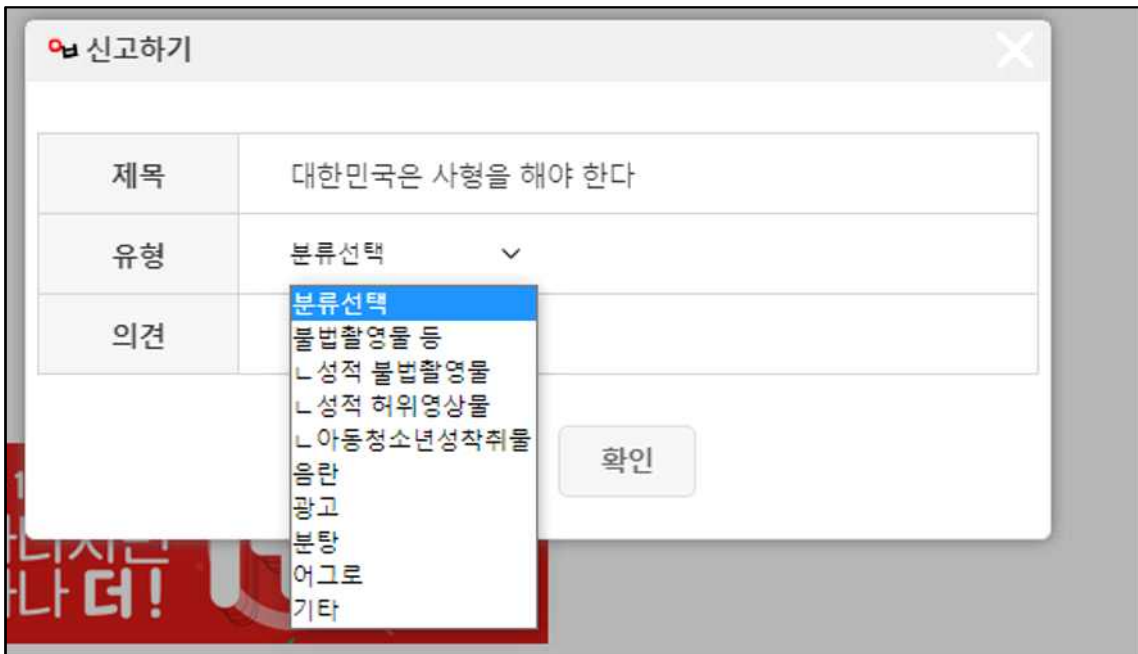 신고하기
제목
대한민국은 사형을 해야 한다
유형
분류선택
분류선택
불법촬영물 등
ㄴ성적 불법촬영물
ㄴ성적 허위영상물
ㄴ아동청소년성착취물
음란
광고
분탕
어그로
기타
의견
확인
더!